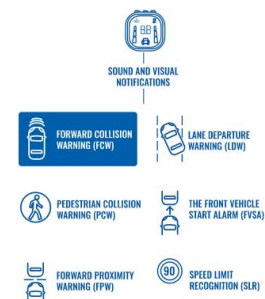 SOUND AND VISUAL
NOTIFICATIONS
FORWARD COLLISION
WARNING (FCW)
LANE DEPARTURE
WARNING (LDW)
PEDESTRIAN COLLISION
WARNING (PCW)
THE FRONT VEHICLE
START ALARM (FVSA)
FORWARD PROXIMITY
WARNING (FPW)
90
SPEED LIMIT
RECOGNITION (SLR)